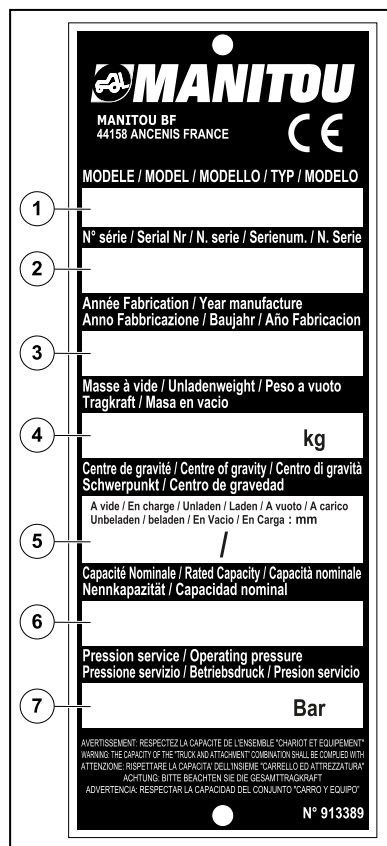 MANITOU
MANITOU BF
44158 ANCENIS FRANCE
CE
MODELE / MODEL / MODELLO / TYP / MODELO
1
N° série / Serial Nr / N. serie / Serienum. / N. Serie
2
Année Fabrication / Year manufacture
Anno Fabbricazione / Baujahr / Año Fabricacion
3
Masse à vide / Unladenweight / Peso a vuoto
Tragkraft / Masa en vacio
4
kg
Centre de gravité / Centre of gravity / Centro di gravità
Schwerpunkt / Centro de gravedad
A vide / En charge / Unladen / Laden / A vuoto / A carico
Unbeladen / beladen / En Vacio / En Carga : mm
5
/
Capacité Nominale / Rated Capacity / Capacità nominale
Nennkapazität / Capacidad nominal
6
Pression service / Operating pressure
Pressione servizio / Betriebsdruck / Presion servicio
7
Bar
AVERTISSEMENT: RESPECTEZ LA CAPACITE DE L'ENSEMBLE "CHARIOT ET EQUIPEMENT"
WARNING: THE CAPACITY OF THE "TRUCK AND ATTACHMENT" COMBINATION SHALL BE COMPLIED WITH
ATTENZIONE: RISPETTARE LA CAPACITA' DELL'INSIEME "CARRELLO ED ATTREZZATURA"
ACHTUNG: BITTE BEACHTEN SIE DIE GESAMTTRAGKRAFT
ADVERTENCIA: RESPECTAR LA CAPACIDAD DEL CONJUNTO "CARRO Y EQUIPO"
N° 913389